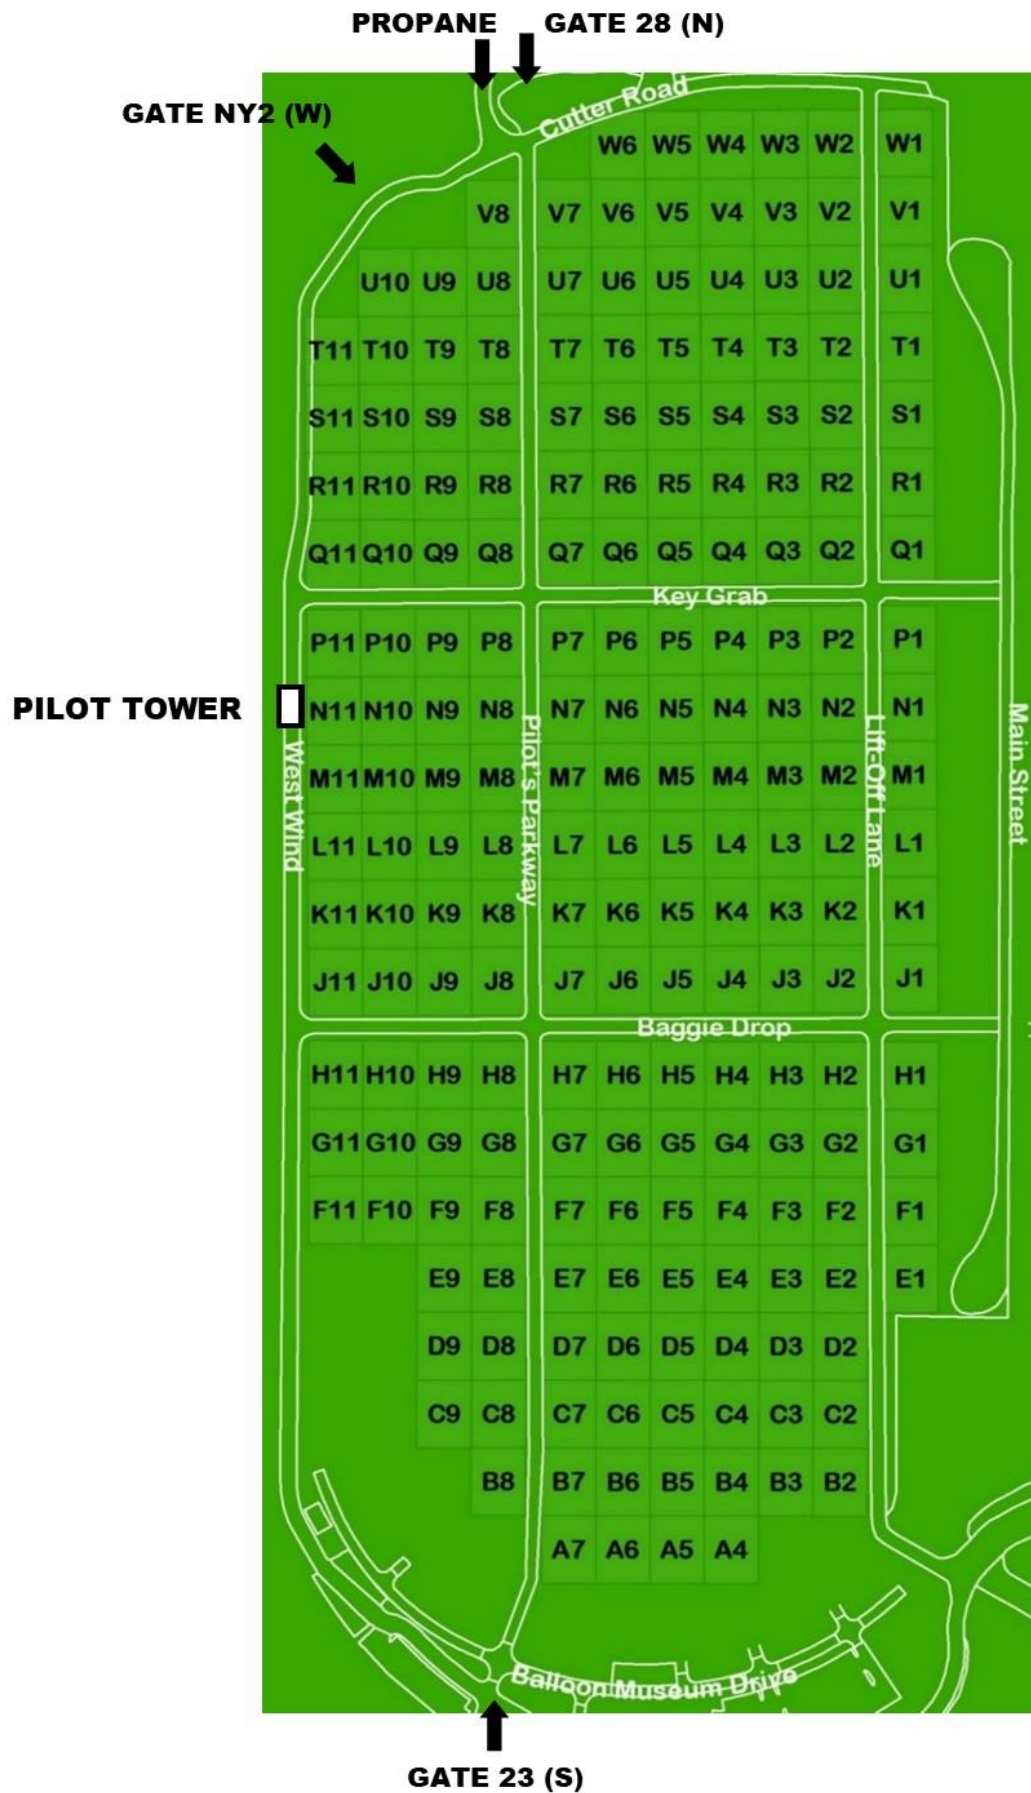 PROPANE GATE 28 (N)
GATE NY2 (W)
Cutter Road
W6 W5 W4 W3 W2 W1
V8 V7 V6 V5 V4 V3 V2 V1
U10 U9 U8 U7 U6 U5 U4 U3 U2 U1
T11 T10 T9 T8 T7 T6 T5 T4 T3 T2 T1
S11 S10 S9 S8 S7 S6 S5 S4 S3 S2 S1
R11 R10 R9 R8 R7 R6 R5 R4 R3 R2 R1
Q11 Q10 Q9 Q8 Q7 Q6 Q5 Q4 Q3 Q2 Q1
Key Grab
P11 P10 P9 P8 P7 P6 P5 P4 P3 P2 P1
PILOT TOWER
N11 N10 N9 N8 N7 N6 N5 N4 N3 N2 N1
West Wind
Pilot's Parkway
Lift-Off Lane
Main Street
M11 M10 M9 M8 M7 M6 M5 M4 M3 M2 M1
L11 L10 L9 L8 L7 L6 L5 L4 L3 L2 L1
K11 K10 K9 K8 K7 K6 K5 K4 K3 K2 K1
J11 J10 J9 J8 J7 J6 J5 J4 J3 J2 J1
Baggie Drop
H11 H10 H9 H8 H7 H6 H5 H4 H3 H2 H1
G11 G10 G9 G8 G7 G6 G5 G4 G3 G2 G1
F11 F10 F9 F8 F7 F6 F5 F4 F3 F2 F1
E9 E8 E7 E6 E5 E4 E3 E2 E1
D9 D8 D7 D6 D5 D4 D3 D2
C9 C8 C7 C6 C5 C4 C3 C2
B8 B7 B6 B5 B4 B3 B2
A7 A6 A5 A4
Balloon Museum Drive
GATE 23 (S)